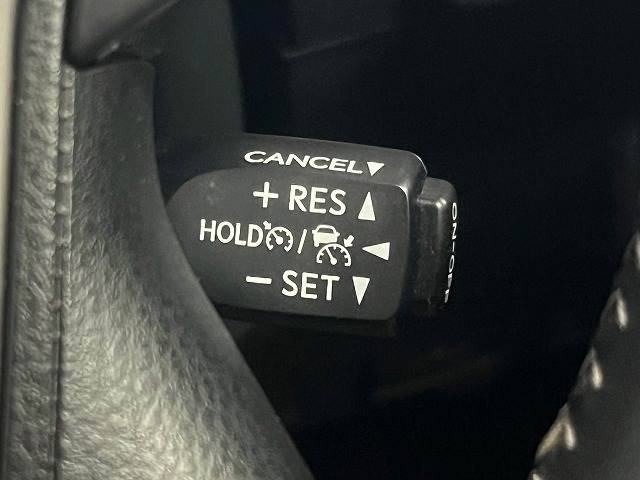 CANCEL▼
+ RES ▲
HOLD / ◀
− SET ▼
ON-OFF